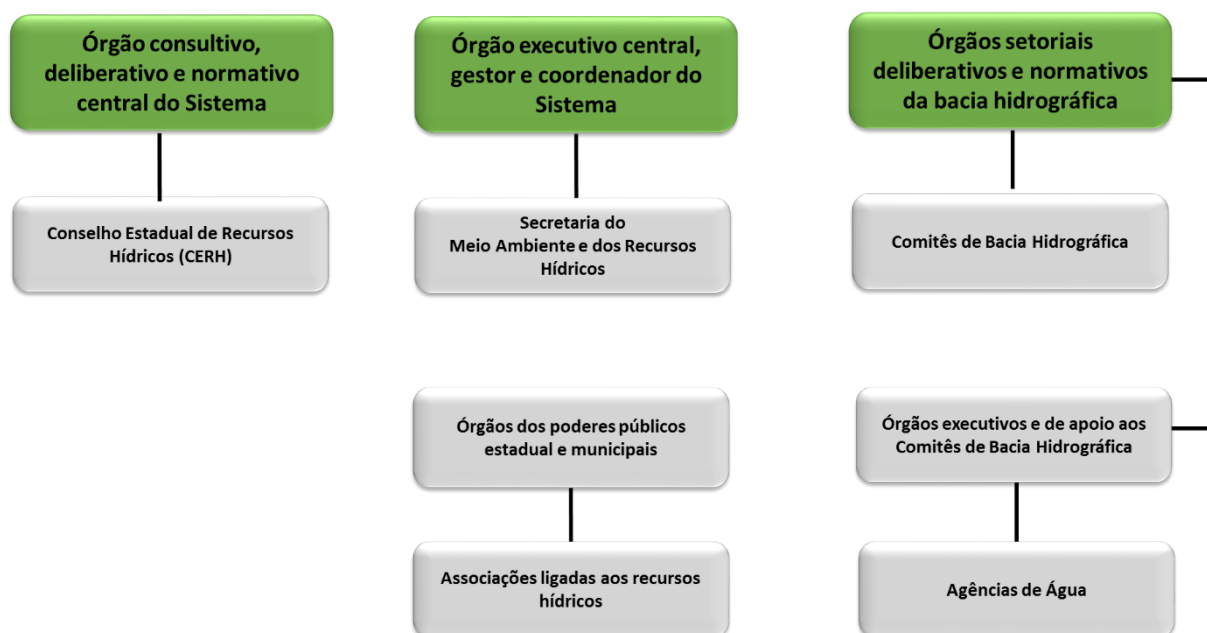 Órgão consultivo,
deliberativo e normativo
central do Sistema
Órgão executivo central,
gestor e coordenador do
Sistema
Órgãos setoriais
deliberativos e normativos
da bacia hidrográfica
Conselho Estadual de Recursos
Hídricos (CERH)
Secretaria do
Meio Ambiente e dos Recursos
Hídricos
Comitês de Bacia Hidrográfica
Órgãos dos poderes públicos
estadual e municipais
Órgãos executivos e de apoio aos
Comitês de Bacia Hidrográfica
Associações ligadas aos recursos
hídricos
Agências de Água